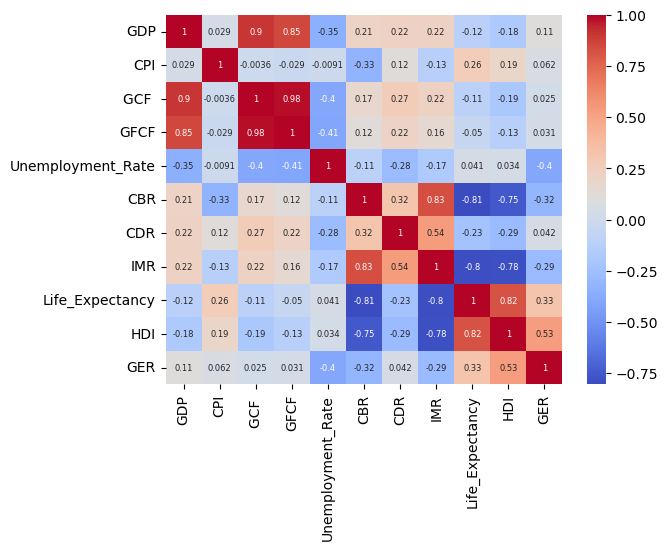 GDP 1 0.029 0.9 0.85 -0.35 0.21 0.22 0.22 -0.12 -0.18 0.11
CPI 0.029 1 -0.0036 -0.029 -0.0091 -0.33 0.12 -0.13 0.26 0.19 0.062
GCF 0.9 -0.0036 1 0.98 -0.4 0.17 0.27 0.22 -0.11 -0.19 0.025
GFCF 0.85 -0.029 0.98 1 -0.41 0.12 0.22 0.16 -0.05 -0.13 0.031
Unemployment_Rate -0.35 -0.0091 -0.4 -0.41 1 -0.11 -0.28 -0.17 0.041 0.034 -0.4
CBR 0.21 -0.33 0.17 0.12 -0.11 1 0.32 0.83 -0.81 -0.75 -0.32
CDR 0.22 0.12 0.27 0.22 -0.28 0.32 1 0.54 -0.23 -0.29 0.042
IMR 0.22 -0.13 0.22 0.16 -0.17 0.83 0.54 1 -0.8 -0.78 -0.29
Life_Expectancy -0.12 0.26 -0.11 -0.05 0.041 -0.81 -0.23 -0.8 1 0.82 0.33
HDI -0.18 0.19 -0.19 -0.13 0.034 -0.75 -0.29 -0.78 0.82 1 0.53
GER 0.11 0.062 0.025 0.031 -0.4 -0.32 0.042 -0.29 0.33 0.53 1
GDP CPI GCF GFCF Unemployment_Rate CBR CDR IMR Life_Expectancy HDI GER
1.00
0.75
0.50
0.25
0.00
−0.25
−0.50
−0.75